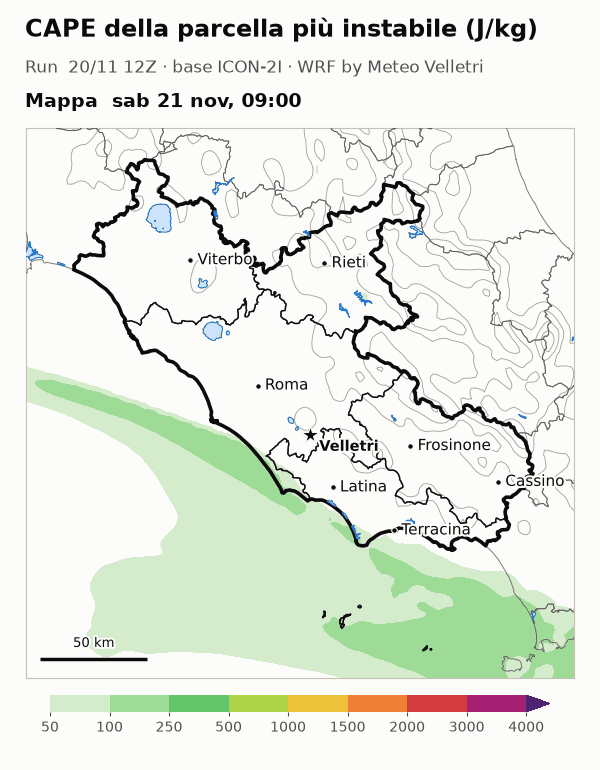 CAPE della parcella più instabile (J/kg)
Run  20/11 12Z · base ICON-2I · WRF by Meteo Velletri
Mappa  sab 21 nov, 09:00
Viterbo
Rieti
Roma
Velletri
Frosinone
Cassino
Latina
Terracina
50 km
50 100 250 500 1000 1500 2000 3000 4000